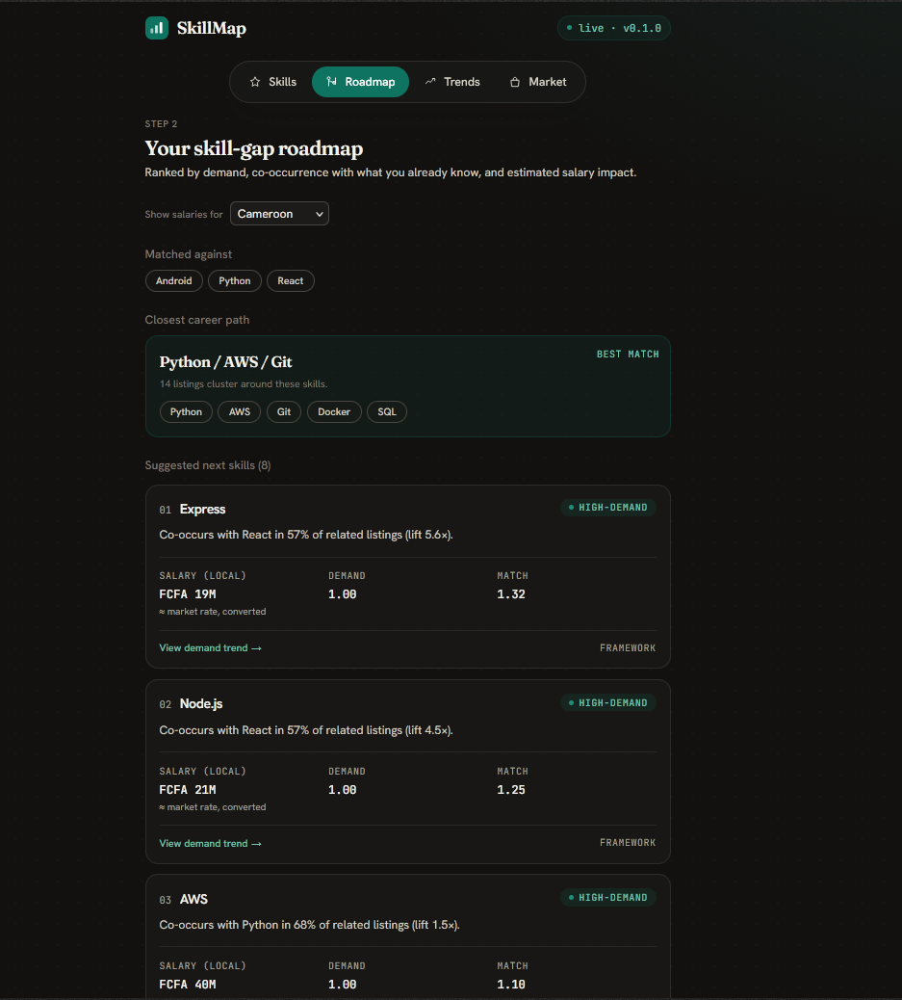 SkillMap
live · v0.1.0
Skills Roadmap Trends Market
STEP 2
Your skill-gap roadmap
Ranked by demand, co-occurrence with what you already know, and estimated salary impact.
Show salaries for Cameroon
Matched against
Android Python React
Closest career path
Python / AWS / Git
BEST MATCH
14 listings cluster around these skills.
Python AWS Git Docker SQL
Suggested next skills (8)
01 Express HIGH-DEMAND
Co-occurs with React in 57% of related listings (lift 5.6×).
SALARY (LOCAL) DEMAND MATCH
FCFA 19M 1.00 1.32
≈ market rate, converted
View demand trend → FRAMEWORK
02 Node.js HIGH-DEMAND
Co-occurs with React in 57% of related listings (lift 4.5×).
SALARY (LOCAL) DEMAND MATCH
FCFA 21M 1.00 1.25
≈ market rate, converted
View demand trend → FRAMEWORK
03 AWS HIGH-DEMAND
Co-occurs with Python in 68% of related listings (lift 1.5×).
SALARY (LOCAL) DEMAND MATCH
FCFA 40M 1.00 1.10